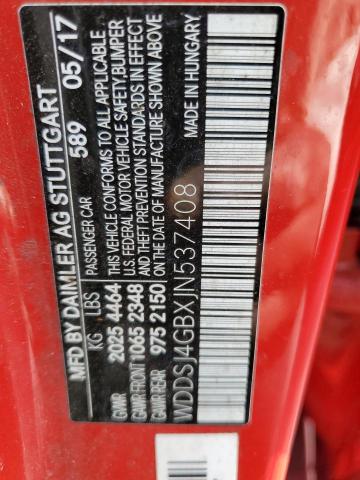 MFD BY DAIMLER AG STUTTGART
589 05/17
PASSENGER CAR
KG LBS
GMR 2025 4464
GAWR FRONT 1065 2348
GAWR REAR 975 2150
THIS VEHICLE CONFORMS TO ALL APPLICABLE
U.S. FEDERAL MOTOR VEHICLE SAFETY,BUMPER
AND THEFT PREVENTION STANDARDS IN EFFECT
ON THE DATE OF MANUFACTURE SHOWN ABOVE
MADE IN HUNGARY
WDDSJ4GBXJN537408